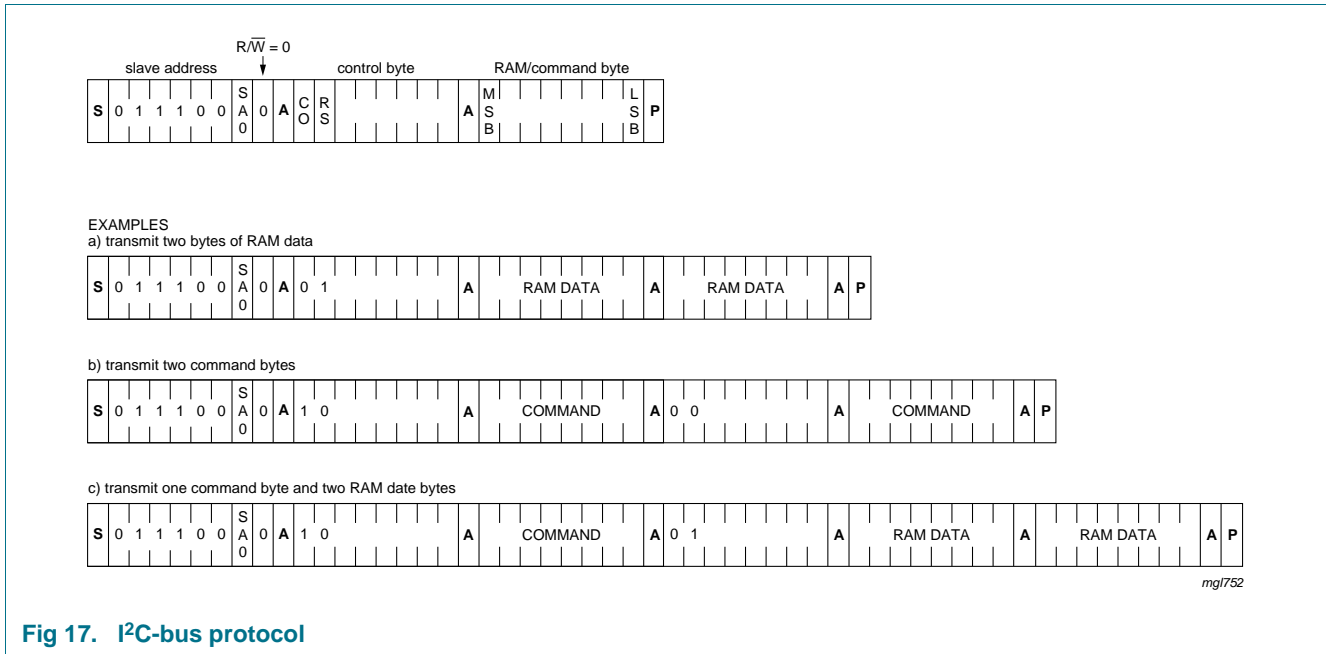 R/W = 0
slave address control byte RAM/command byte
S 0 1 1 1 0 0 SA0 0 A CO RS A MSB LSB P
EXAMPLES
a) transmit two bytes of RAM data
S 0 1 1 1 0 0 SA0 0 A 0 1 A RAM DATA A RAM DATA A P
b) transmit two command bytes
S 0 1 1 1 0 0 SA0 0 A 1 0 A COMMAND A 0 0 A COMMAND A P
c) transmit one command byte and two RAM date bytes
S 0 1 1 1 0 0 SA0 0 A 1 0 A COMMAND A 0 1 A RAM DATA A RAM DATA A P
mgl752
Fig 17. I²C-bus protocol